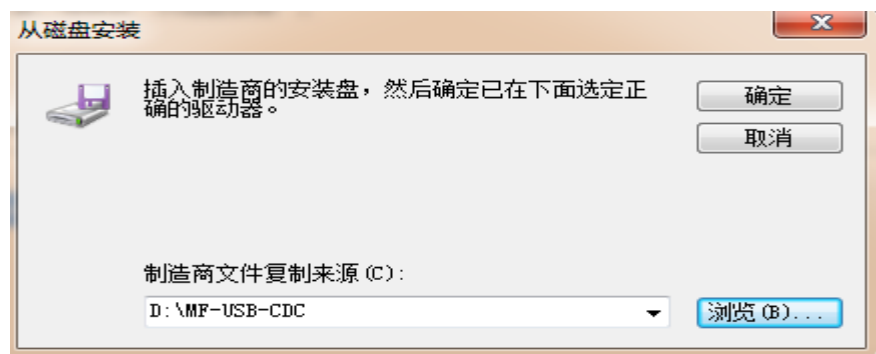 从磁盘安装
插入制造商的安装盘，然后确定已在下面选定正
确的驱动器。
确定
取消
制造商文件复制来源(C):
D:\MF-USB-CDC
浏览(B)...